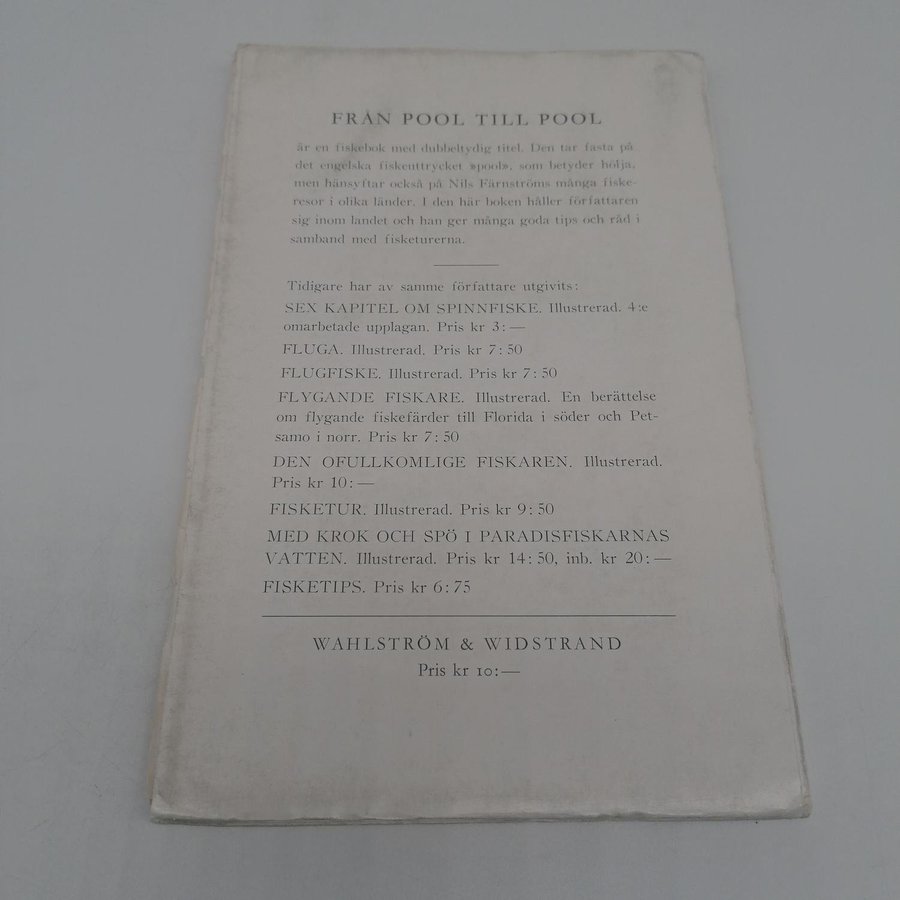 FRÅN POOL TILL POOL
är en fiskebok med dubbeltydig titel. Den tar fasta på
det engelska fiskenttrycket »pool», som betyder hölja,
men hänsyftar också på Nils Färnströms många fiske-
resor i olika länder. I den här boken håller författaren
sig inom landet och han ger många goda tips och råd i
samband med fisketurerna.
Tidigare har av samme författare utgivits:
SEX KAPITEL OM SPINNFISKE. Illustrerad. 4:e
omarbetade upplagan. Pris kr 3: —
FLUGA. Illustrerad. Pris kr 7: 50
FLUGFISKE. Illustrerad. Pris kr 7: 50
FLYGANDE FISKARE. Illustrerad. En berättelse
om flygande fiskefärder till Florida i söder och Pet-
samo i norr. Pris kr 7: 50
DEN OFULLKOMLIGE FISKAREN. Illustrerad.
Pris kr 10: —
FISKETUR. Illustrerad. Pris kr 9: 50
MED KROK OCH SPÖ I PARADISFISKARNAS
VATTEN. Illustrerad. Pris kr 14: 50, inb. kr 20: —
FISKETIPS. Pris kr 6: 75
WAHLSTRÖM & WIDSTRAND
Pris kr 10: —